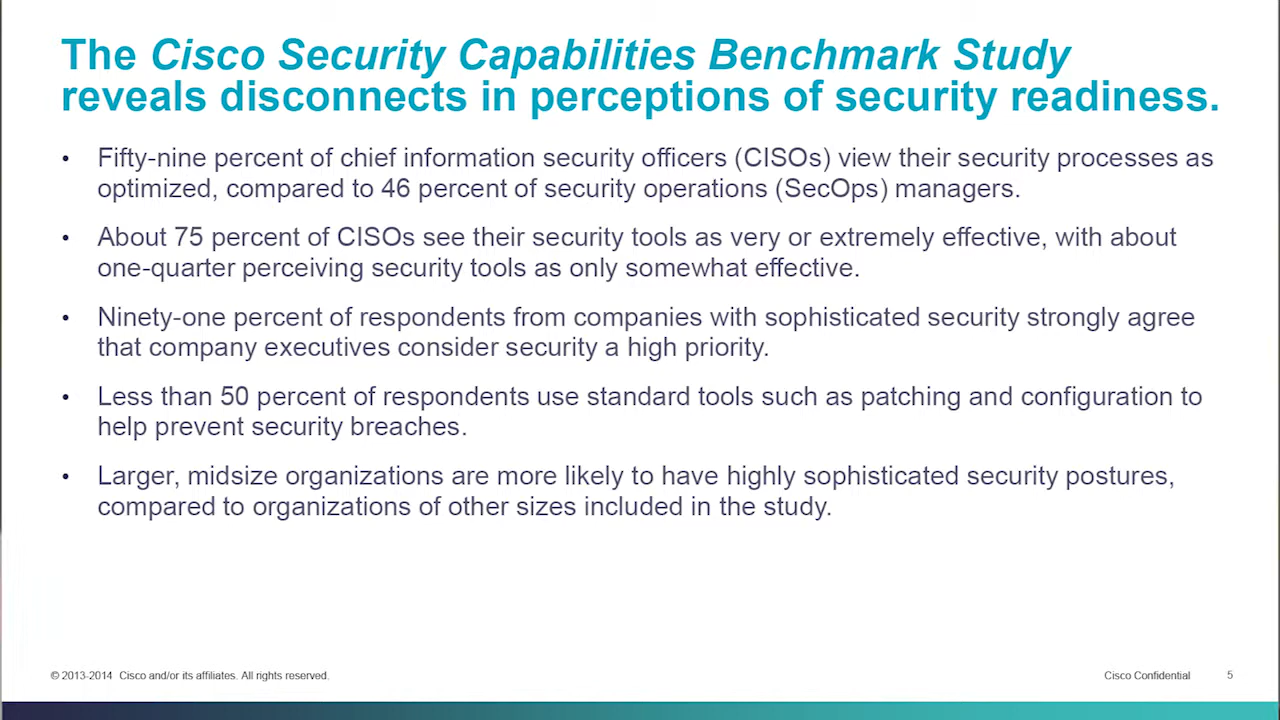 The Cisco Security Capabilities Benchmark Study
reveals disconnects in perceptions of security readiness.
• Fifty-nine percent of chief information security officers (CISOs) view their security processes as
optimized, compared to 46 percent of security operations (SecOps) managers.
• About 75 percent of CISOs see their security tools as very or extremely effective, with about
one-quarter perceiving security tools as only somewhat effective.
• Ninety-one percent of respondents from companies with sophisticated security strongly agree
that company executives consider security a high priority.
• Less than 50 percent of respondents use standard tools such as patching and configuration to
help prevent security breaches.
• Larger, midsize organizations are more likely to have highly sophisticated security postures,
compared to organizations of other sizes included in the study.
© 2013-2014 Cisco and/or its affiliates. All rights reserved.
Cisco Confidential
5